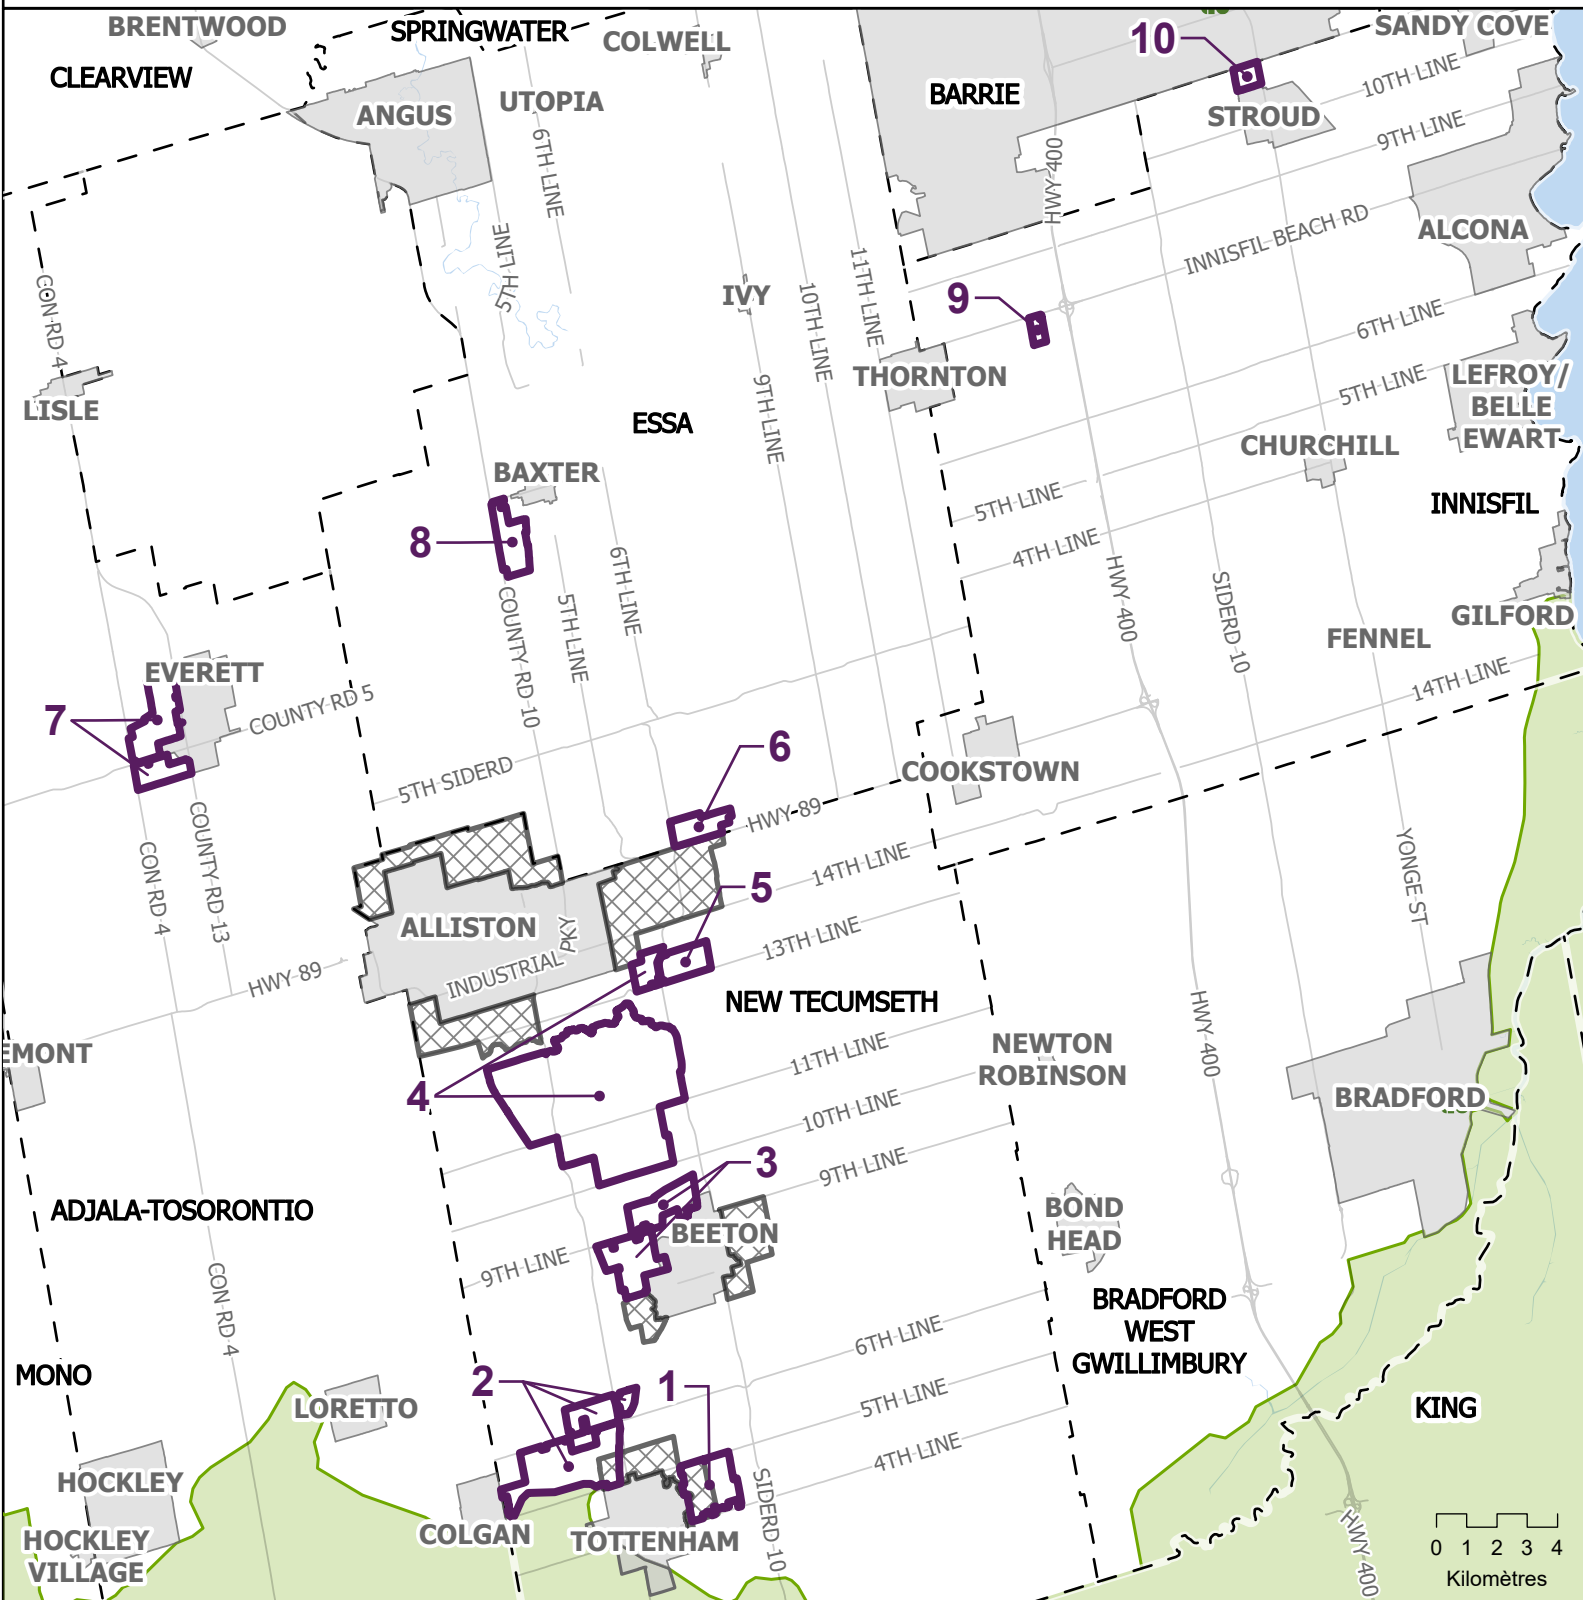 BRENTWOOD
SPRINGWATER
COLWELL
10
SANDY COVE
CLEARVIEW
UTOPIA
BARRIE
10TH LINE
ANGUS
STROUD
9TH LINE
6TH LINE
HWY 400
5TH LINE
INNISFIL BEACH RD
ALCONA
11TH LINE
CON RD 4
IVY
10TH LINE
9
6TH LINE
THORNTON
LISLE
9TH LINE
5TH LINE
LEFROY/
BELLE
EWART
ESSA
CHURCHILL
BAXTER
5TH LINE
INNISFIL
8
4TH LINE
6TH LINE
HWY 400
COUNTY RD 10
5TH LINE
SIDERD 10
GILFORD
FENNEL
EVERETT
14TH LINE
7
COUNTY RD 5
6
5TH SIDERD
COOKSTOWN
HWY 89
COUNTY RD 13
CON RD 4
14TH LINE
YONGE ST
5
ALLISTON
PKY
13TH LINE
INDUSTRIAL
HWY 89
NEW TECUMSETH
HWY 400
EMONT
11TH LINE
NEWTON
ROBINSON
4
10TH LINE
BRADFORD
3
9TH LINE
ADJALA-TOSORONTIO
BEETON
BOND
HEAD
9TH LINE
CON RD 4
BRADFORD
WEST
GWILLIMBURY
6TH LINE
MONO
2
1
5TH LINE
LORETTO
KING
4TH LINE
HOCKLEY
SIDERD 10
COLGAN
TOTTENHAM
HOCKLEY
VILLAGE
HWY 400
0 1 2 3 4
Kilomètres